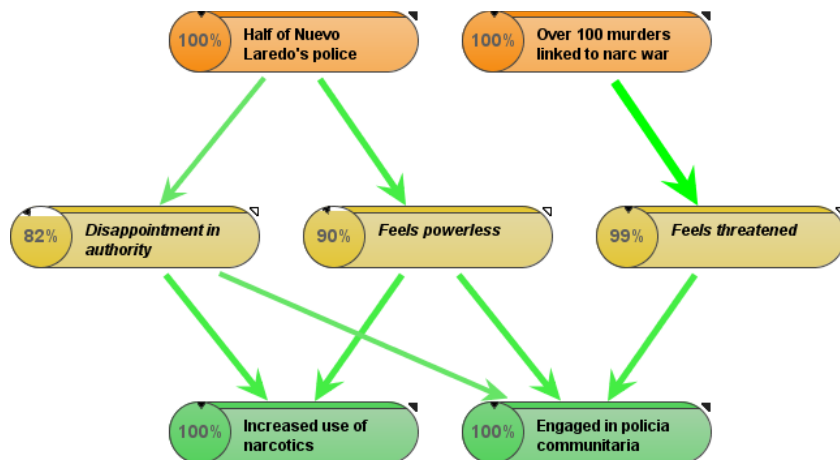 100%
Half of Nuevo
Laredo's police
100%
Over 100 murders
linked to narc war
82%
Disappointment in
authority
90%
Feels powerless
99%
Feels threatened
100%
Increased use of
narcotics
100%
Engaged in policia
communitaria